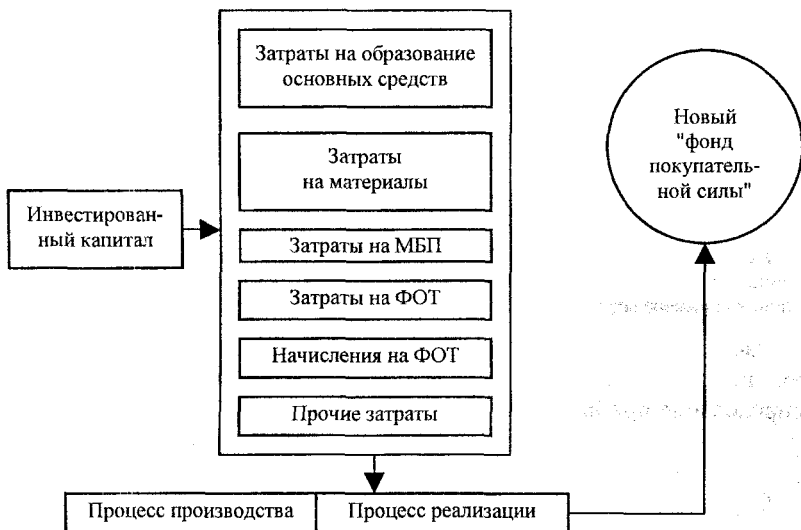 Затраты на образование
основных средств
Затраты
на материалы
Инвестирован-
ный капитал
Затраты на МБП
Затраты на ФОТ
Начисления на ФОТ
Прочие затраты
Процесс производства
Процесс реализации
Новый
"фонд
покупатель-
ной силы"